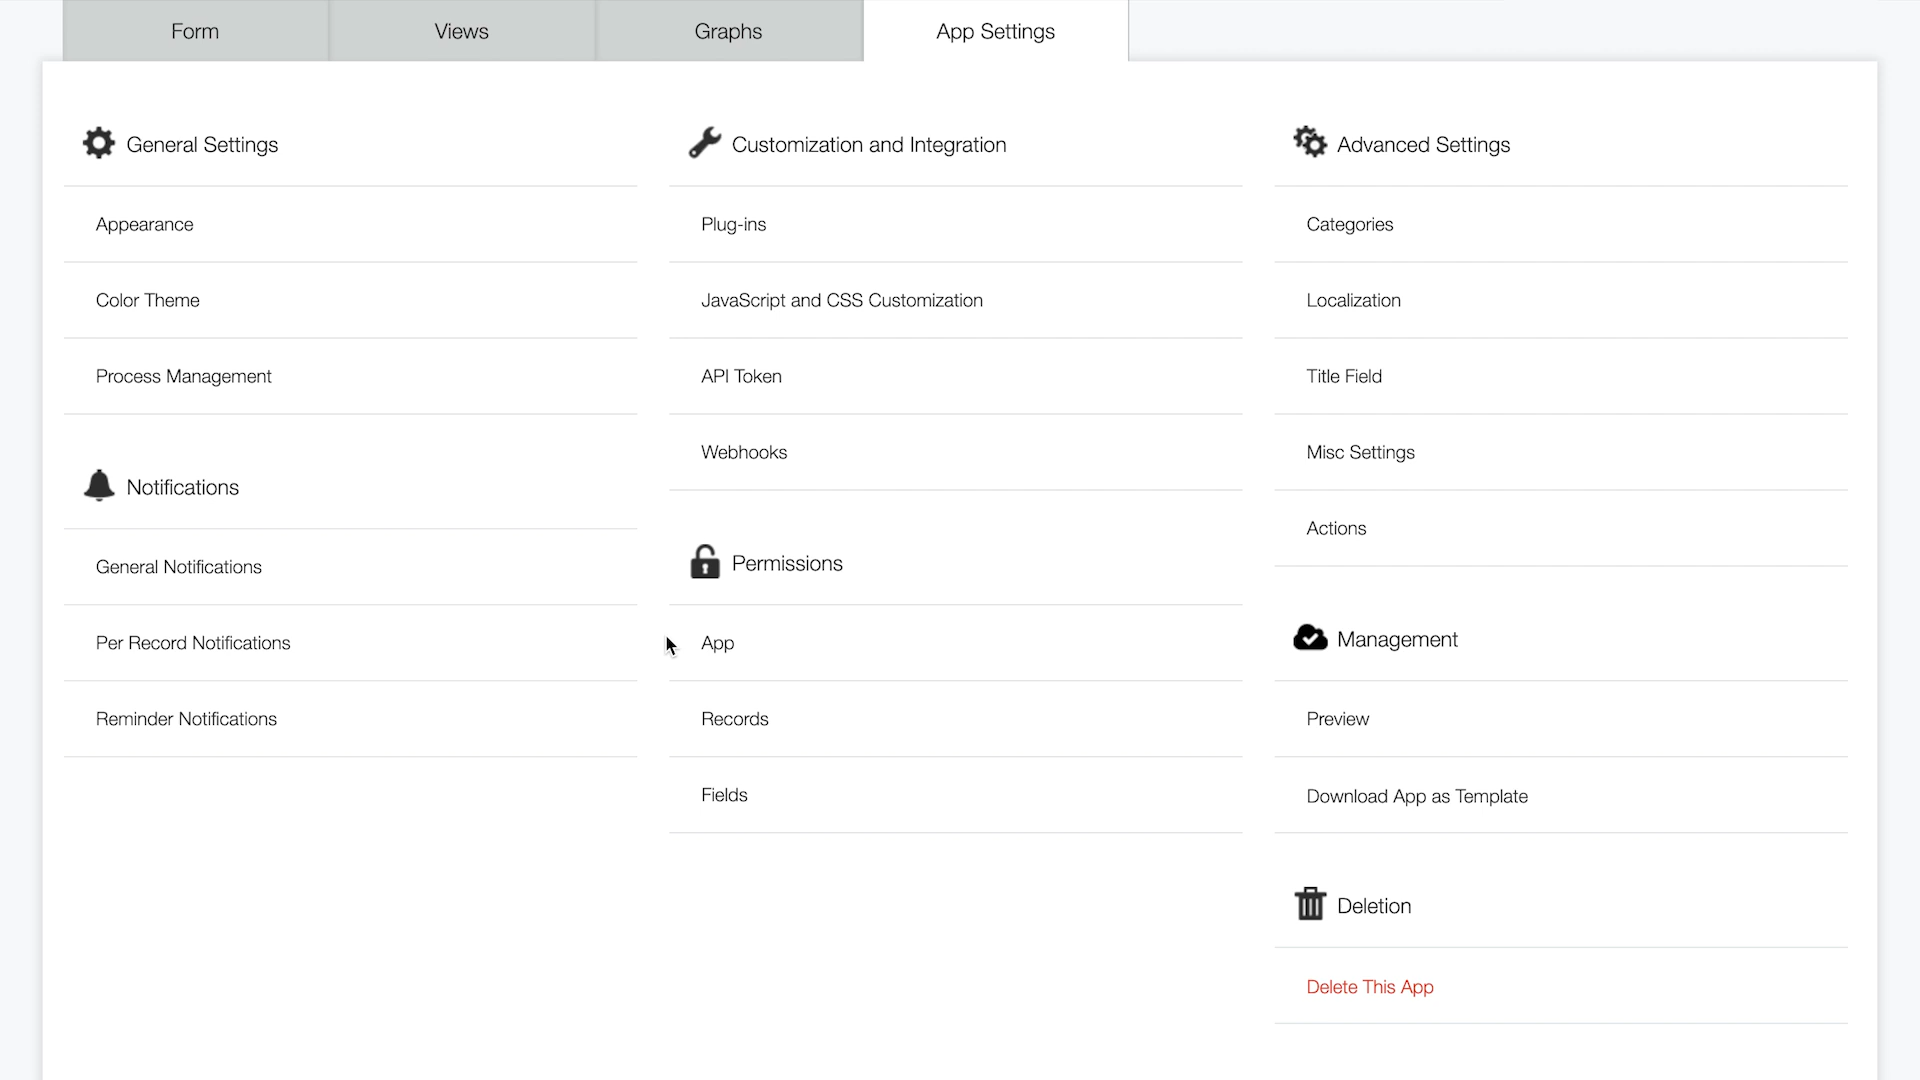 Form
Views
Graphs
App Settings
General Settings
Appearance
Color Theme
Process Management
Notifications
General Notifications
Per Record Notifications
Reminder Notifications
Customization and Integration
Plug-ins
JavaScript and CSS Customization
API Token
Webhooks
Permissions
App
Records
Fields
Advanced Settings
Categories
Localization
Title Field
Misc Settings
Actions
Management
Preview
Download App as Template
Deletion
Delete This App